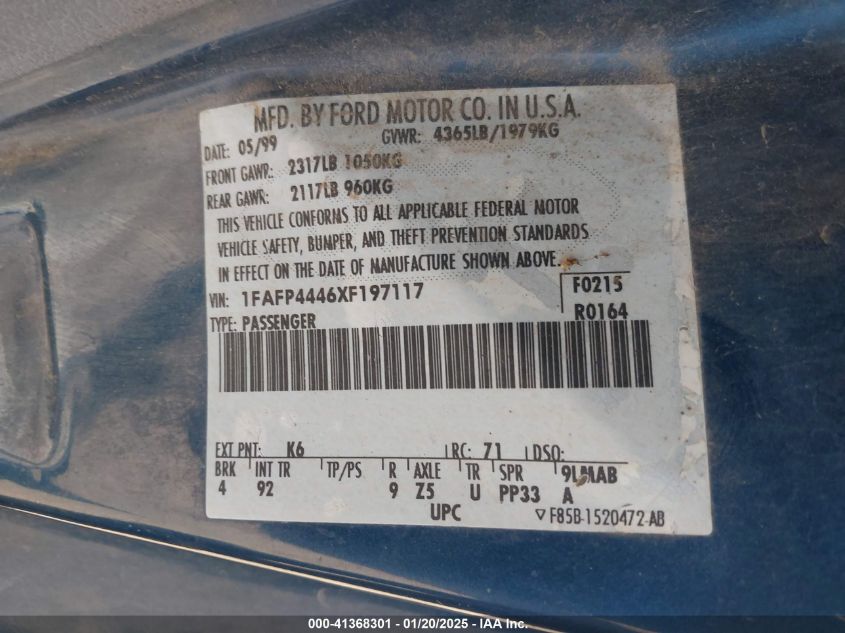 MFD. BY FORD MOTOR CO. IN U.S.A.
DATE: 05/99 GVWR: 4365LB/1979KG
FRONT GAWR: 2317LB 1050KG
REAR GAWR: 2117LB 960KG
THIS VEHICLE CONFORMS TO ALL APPLICABLE FEDERAL MOTOR
VEHICLE SAFETY, BUMPER, AND THEFT PREVENTION STANDARDS
IN EFFECT ON THE DATE OF MANUFACTURE SHOWN ABOVE.
VIN: 1FAFP4446XF197117 F0215
TYPE: PASSENGER R0164
EXT PNT: K6 RC: 71 DSO:
BRK INT TR TP/PS R AXLE TR SPR
4 92 9 Z5 U PP33 A
UPC ▽ F85B-1520472-AB
000-41368301 / 01/20/2025 / IAAI.com